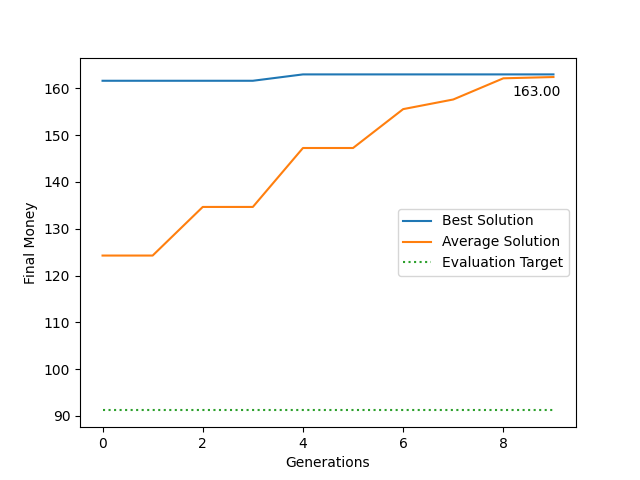 160
150
140
130
120
110
100
90
Final Money
163.00
Best Solution
Average Solution
Evaluation Target
0
2
4
6
8
Generations